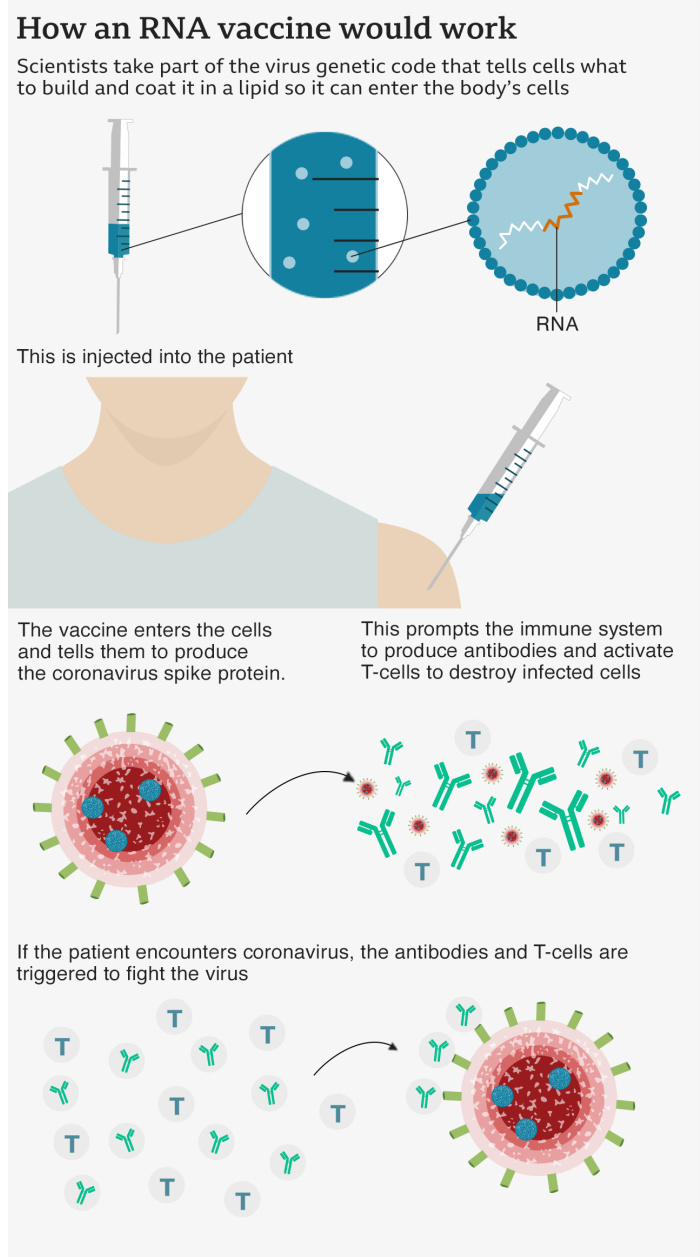 How an RNA vaccine would work
Scientists take part of the virus genetic code that tells cells what
to build and coat it in a lipid so it can enter the body's cells
RNA
This is injected into the patient
The vaccine enters the cells
and tells them to produce
the coronavirus spike protein.
This prompts the immune system
to produce antibodies and activate
T-cells to destroy infected cells
T
T
T
T
T
If the patient encounters coronavirus, the antibodies and T-cells are
triggered to fight the virus
T
T
T
T
T
T
T
T